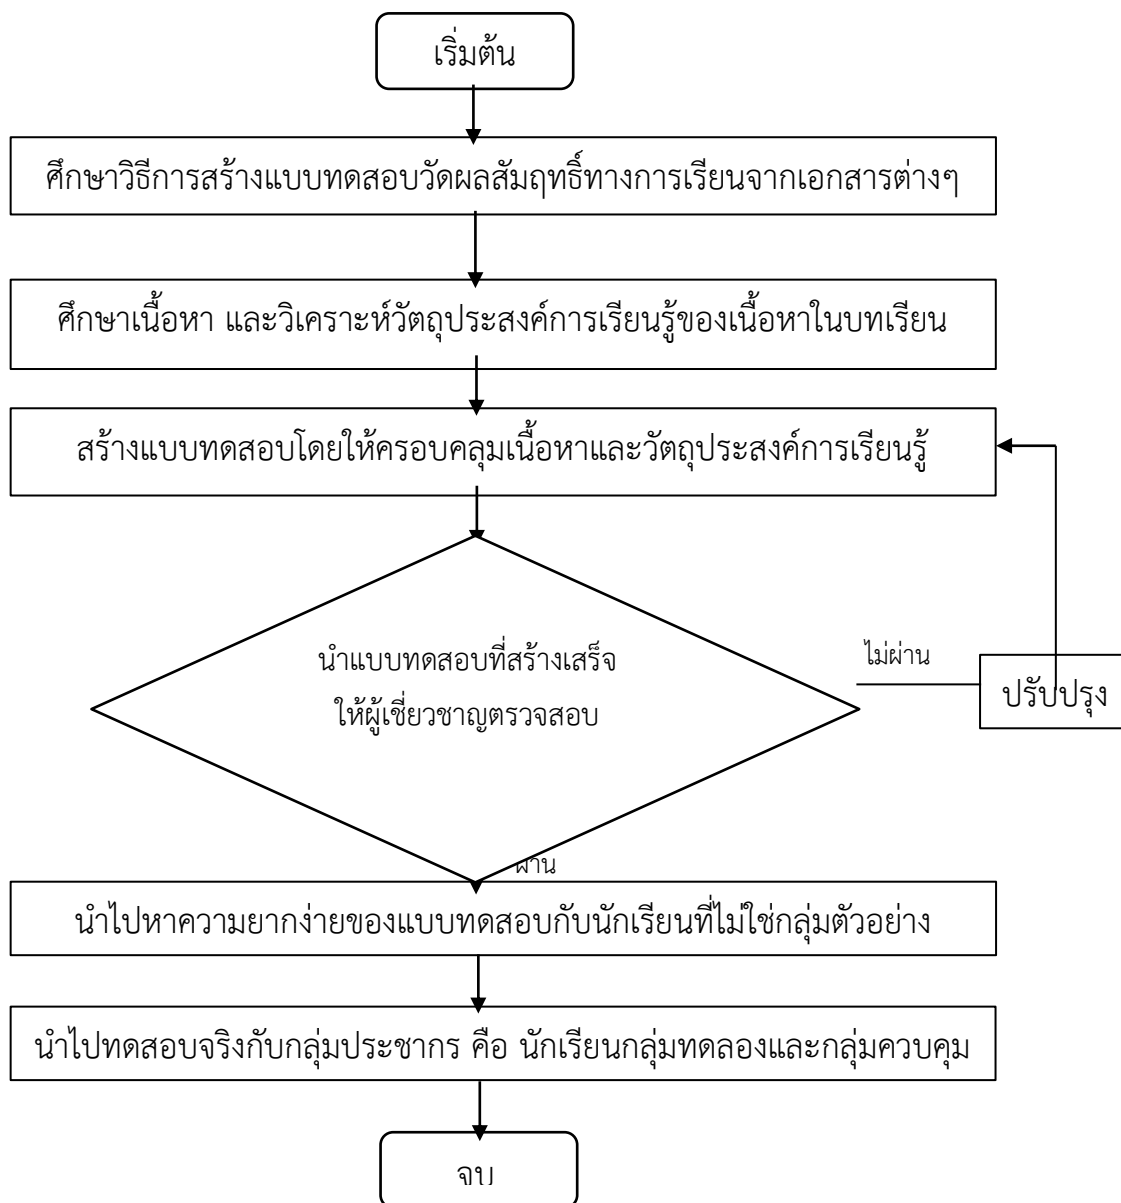 เริ่มต้น
ศึกษาวิธีการสร้างแบบทดสอบวัดผลสัมฤทธิ์ทางการเรียนจากเอกสารต่างๆ
ศึกษาเนื้อหา และวิเคราะห์วัตถุประสงค์การเรียนรู้ของเนื้อหาในบทเรียน
สร้างแบบทดสอบโดยให้ครอบคลุมเนื้อหาและวัตถุประสงค์การเรียนรู้
นำแบบทดสอบที่สร้างเสร็จ
ให้ผู้เชี่ยวชาญตรวจสอบ
ไม่ผ่าน
ปรับปรุง
ผ่าน
นำไปหาความยากง่ายของแบบทดสอบกับนักเรียนที่ไม่ใช่กลุ่มตัวอย่าง
นำไปทดสอบจริงกับกลุ่มประชากร คือ นักเรียนกลุ่มทดลองและกลุ่มควบคุม
จบ